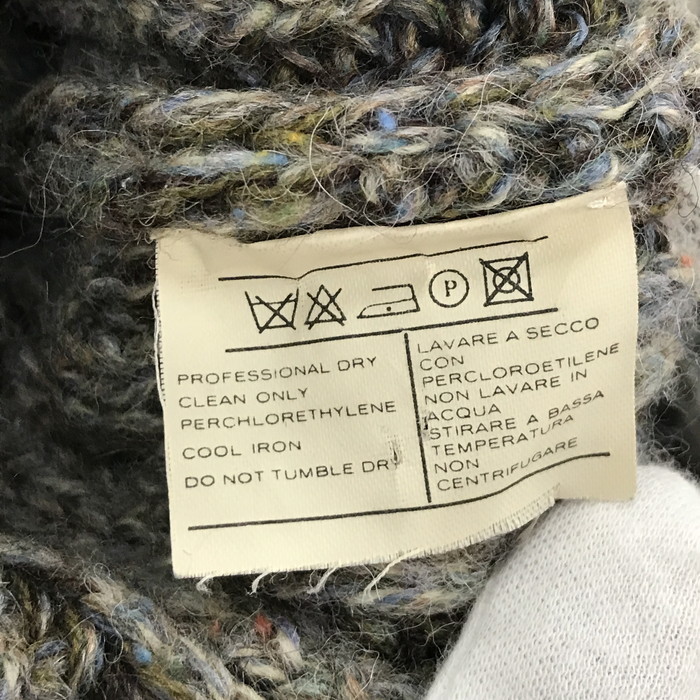 P
PROFESSIONAL DRY
CLEAN ONLY
PERCHLORETHYLENE
COOL IRON
DO NOT TUMBLE DRY
LAVARE A SECCO
CON
PERCLOROETILENE
NON LAVARE IN
ACQUA
STIRARE A BASSA
TEMPERATURA
NON
CENTRIFUGARE